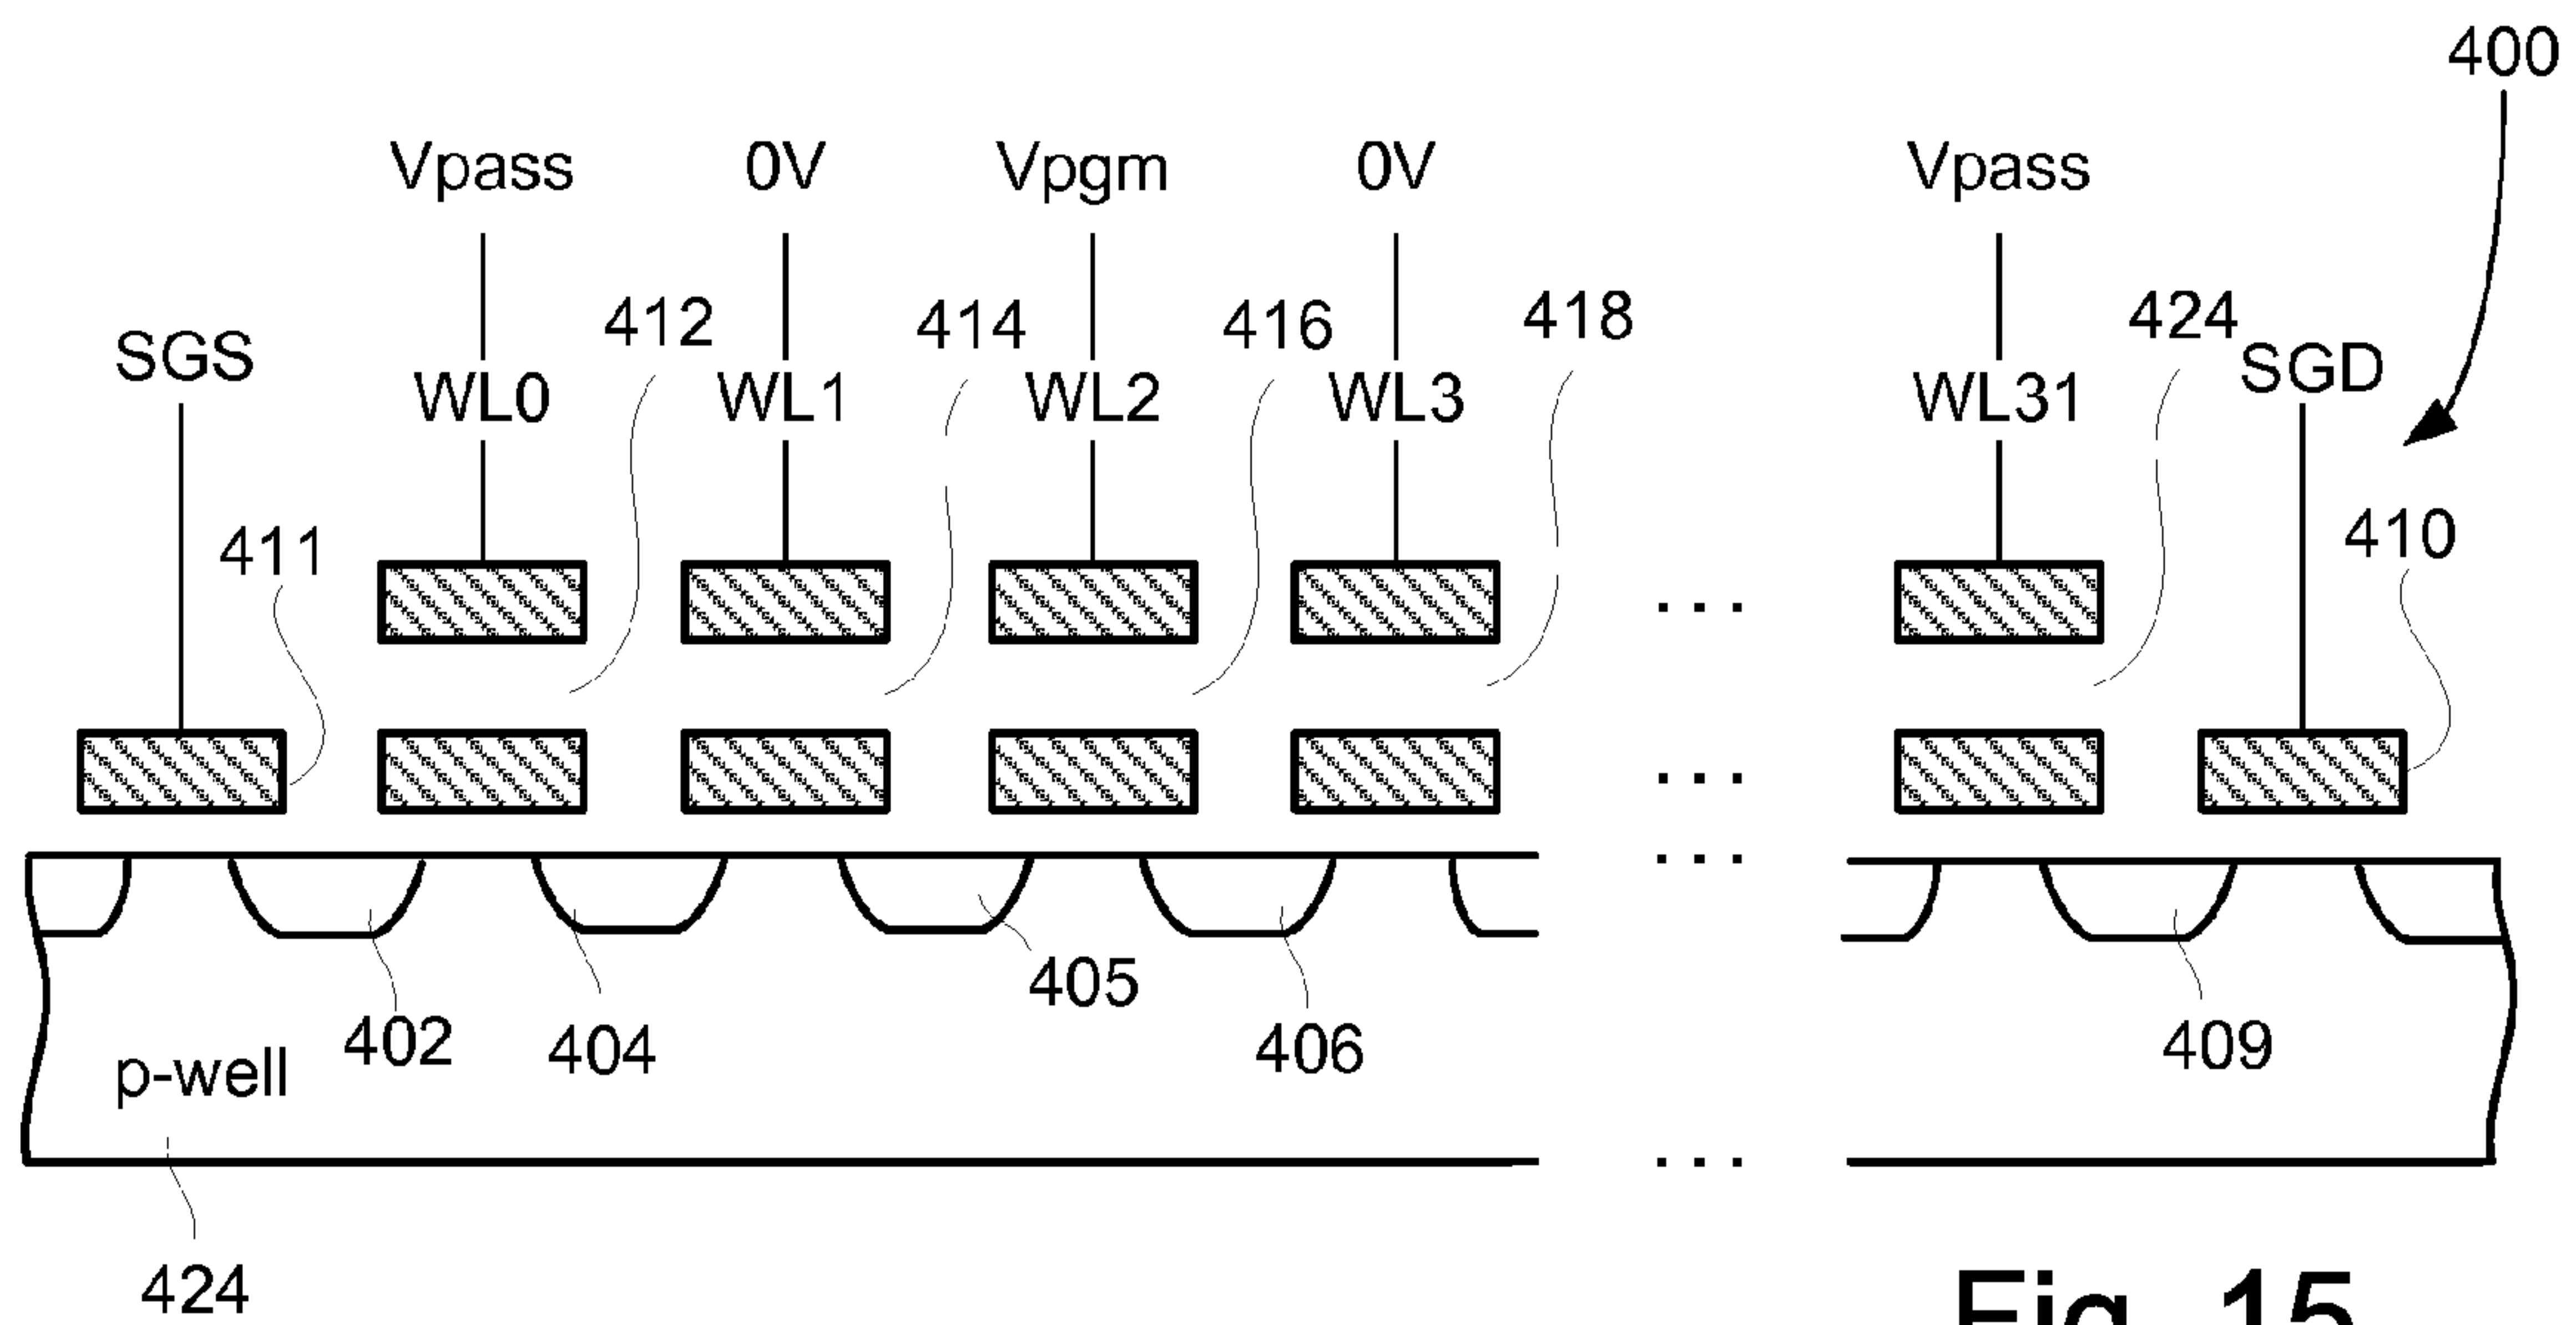 400
Vpass 0V Vpgm 0V Vpass
412 414 416 418 424
SGS WL0 WL1 WL2 WL3 WL31 SGD
411 410
... 
...
...
405
402 404 406 409
p-well
...
424
Fig. 15